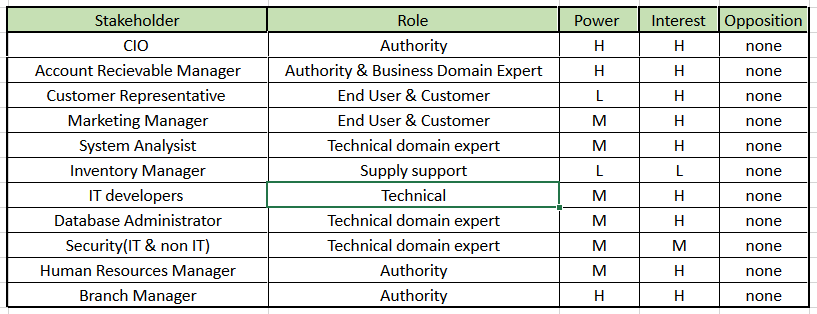 Stakeholder Role Power Interest Opposition
CIO Authority H H none
Account Recievable Manager Authority & Business Domain Expert H H none
Customer Representative End User & Customer L H none
Marketing Manager End User & Customer M H none
System Analysist Technical domain expert M H none
Inventory Manager Supply support L L none
IT developers Technical M H none
Database Administrator Technical domain expert M H none
Security(IT & non IT) Technical domain expert M M none
Human Resources Manager Authority M H none
Branch Manager Authority H H none